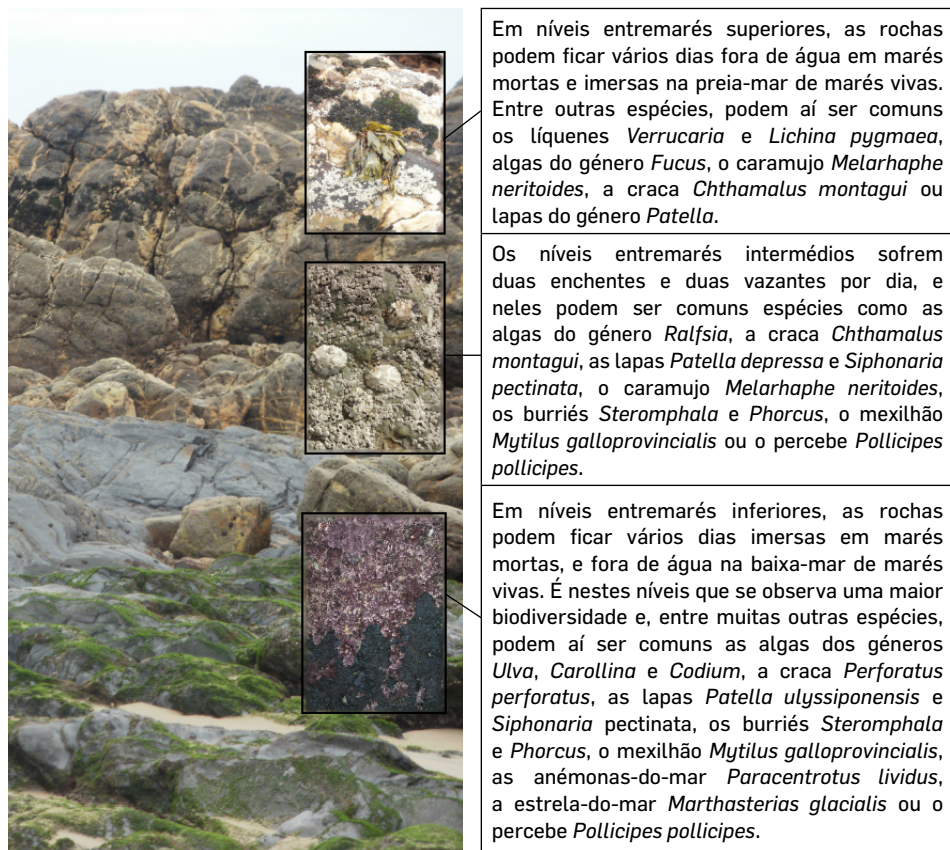 Em níveis entremarés superiores, as rochas
podem ficar vários dias fora de água em marés
mortas e imersas na preia-mar de marés vivas.
Entre outras espécies, podem aí ser comuns
os líquenes Verrucaria e Lichina pygmaea,
algas do género Fucus, o caramujo Melarhaphe
neritoides, a craca Chthamalus montagui ou
lapas do género Patella.
Os níveis entremarés intermédios sofrem
duas enchentes e duas vazantes por dia, e
neles podem ser comuns espécies como as
algas do género Ralfsia, a craca Chthamalus
montagui, as lapas Patella depressa e Siphonaria
pectinata, o caramujo Melarhaphe neritoides,
os burriés Steromphala e Phorcus, o mexilhão
Mytilus galloprovincialis ou o percebe Pollicipes
pollicipes.
Em níveis entremarés inferiores, as rochas
podem ficar vários dias imersas em marés
mortas, e fora de água na baixa-mar de marés
vivas. É nestes níveis que se observa uma maior
biodiversidade e, entre muitas outras espécies,
podem aí ser comuns as algas dos géneros
Ulva, Carollina e Codium, a craca Perforatus
perforatus, as lapas Patella ulyssiponensis e
Siphonaria pectinata, os burriés Steromphala
e Phorcus, o mexilhão Mytilus galloprovincialis,
as anémonas-do-mar Paracentrotus lividus,
a estrela-do-mar Marthasterias glacialis ou o
percebe Pollicipes pollicipes.